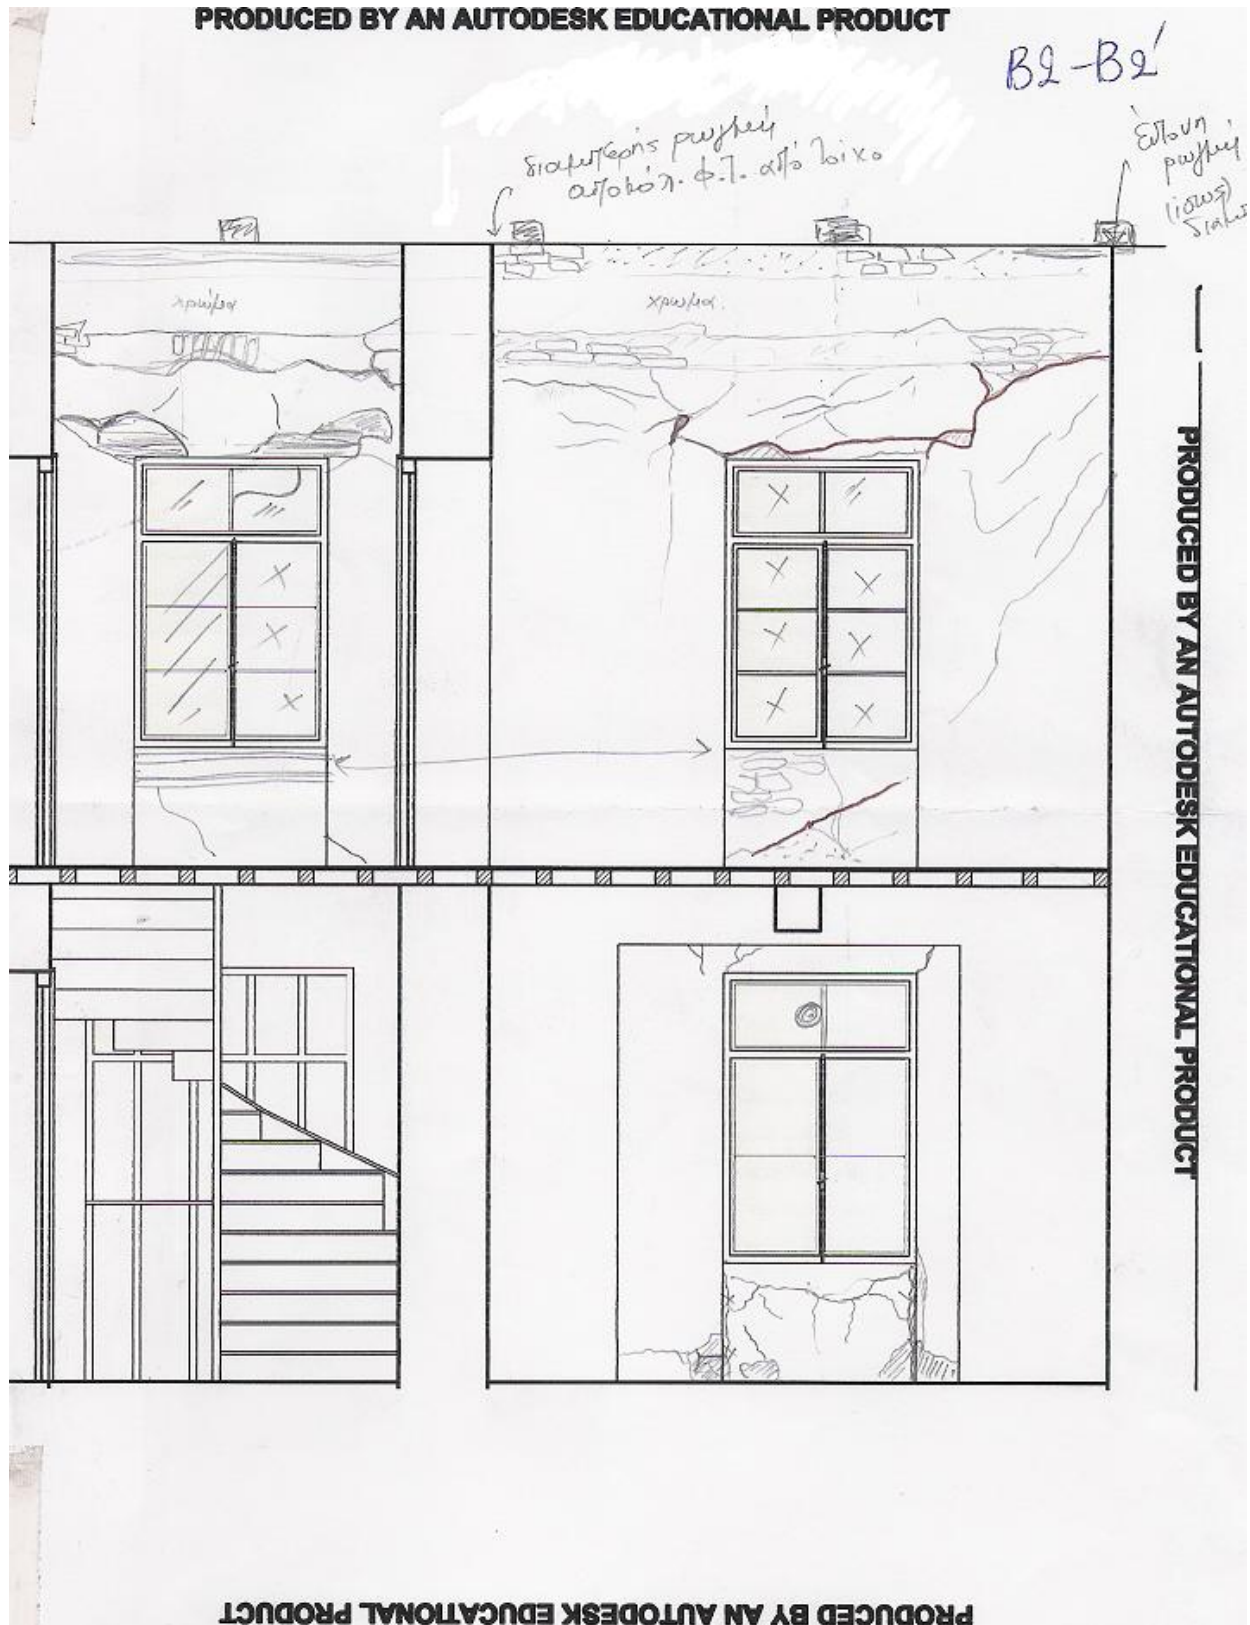 PRODUCED BY AN AUTODESK EDUCATIONAL PRODUCT
B2-B2'
διαμπερής ρωγμή
αποκόλ. φ.τ. από τοίχο
έντονη
ρωγμή
(ίσως)
χρώμα
χρώμα.
PRODUCED BY AN AUTODESK EDUCATIONAL PRODUCT
PRODUCED BY AN AUTODESK EDUCATIONAL PRODUCT